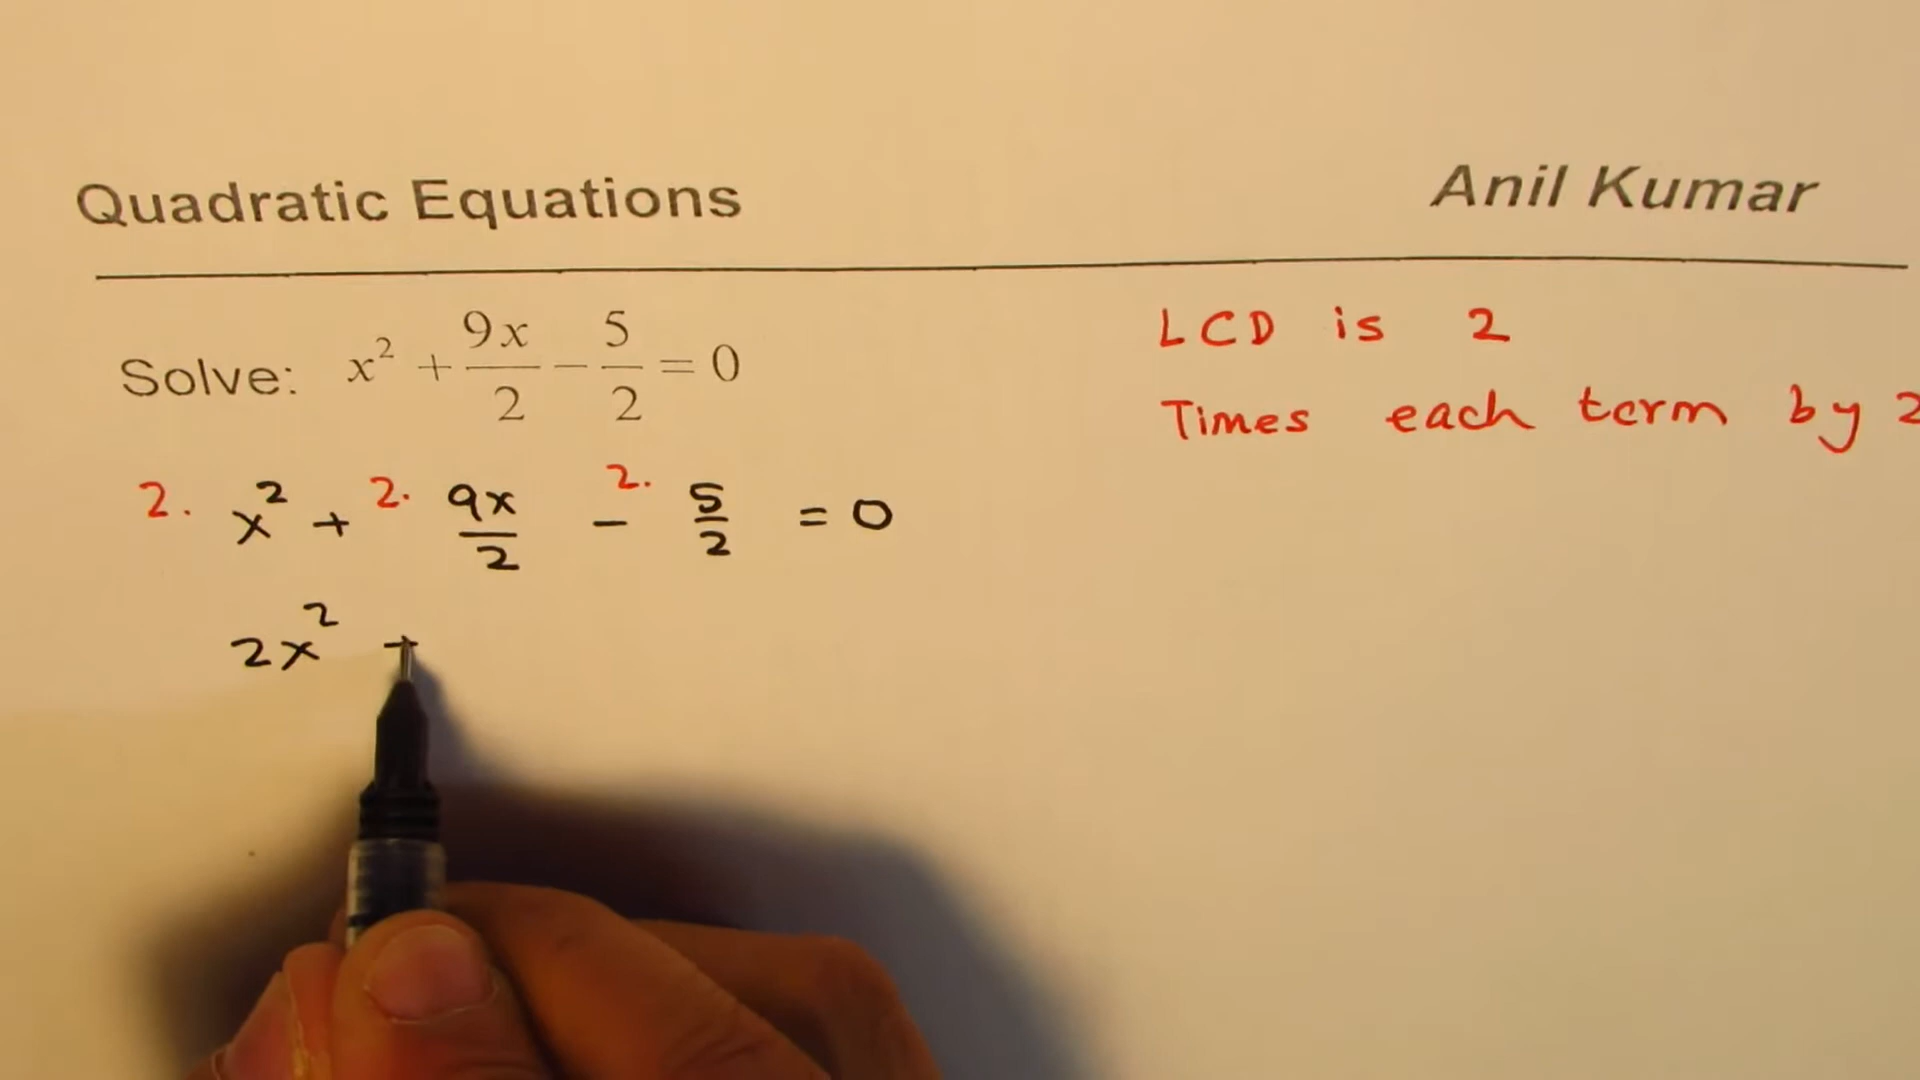 Quadratic Equations Anil Kumar
Solve: x² + 9x/2 − 5/2 = 0
LCD is 2
Times each term by 2
2. x² + 2. 9x/2 − 2. 5/2 = 0
2x² +